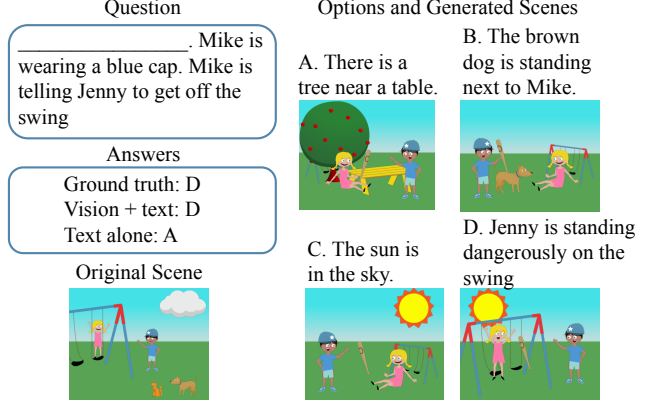 Question
_________________. Mike is
wearing a blue cap. Mike is
telling Jenny to get off the
swing
Answers
Ground truth: D
Vision + text: D
Text alone: A
Original Scene
Options and Generated Scenes
A. There is a
tree near a table.
B. The brown
dog is standing
next to Mike.
C. The sun is
in the sky.
D. Jenny is standing
dangerously on the
swing